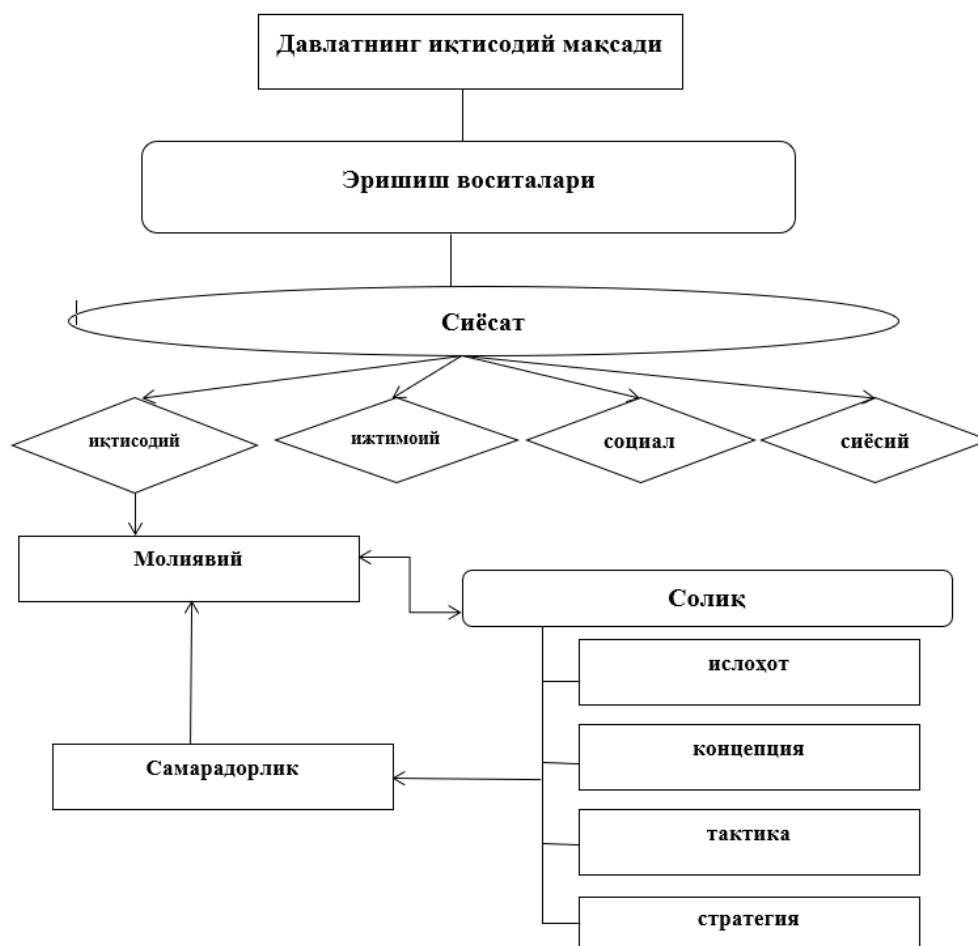 Давлатнинг иқтисодий мақсади
Эришиш воситалари
Сиёсат
иқтисодий
ижтимоий
социал
сиёсий
Молиявий
Солиқ
ислоҳот
концепция
Самарадорлик
тактика
стратегия